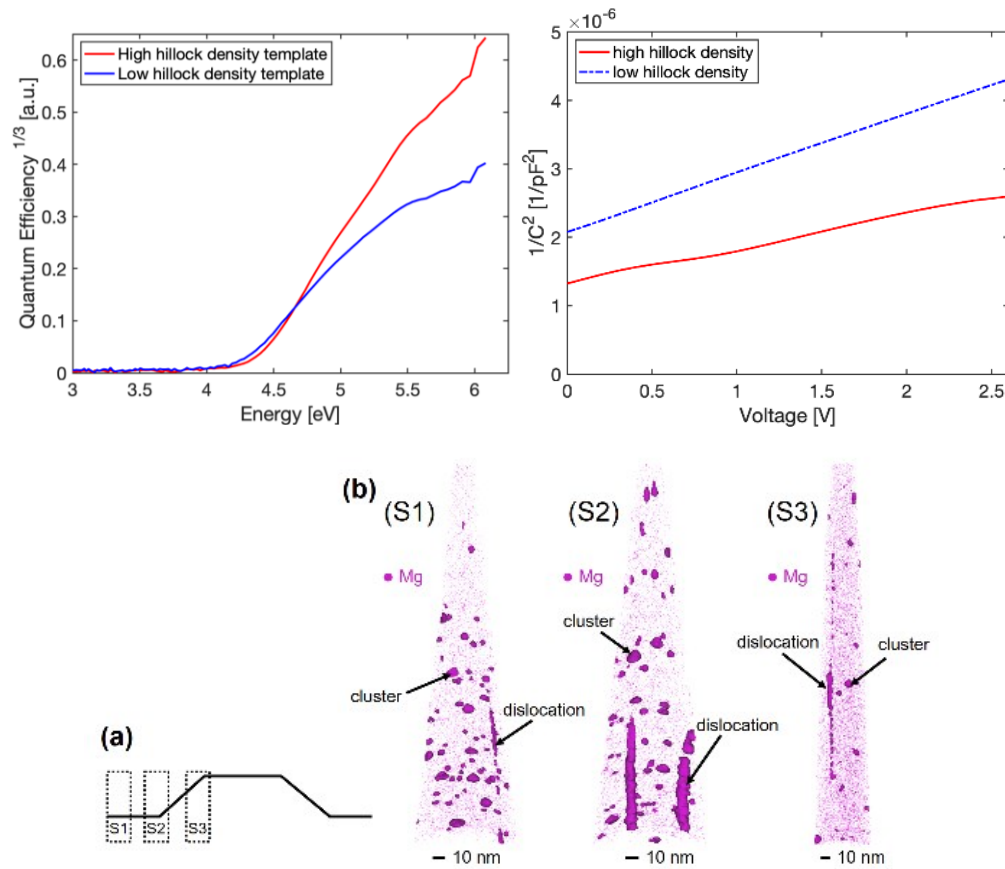 High hillock density template
Low hillock density template
Quantum Efficiency 1/3 [a.u.]
0.6
0.5
0.4
0.3
0.2
0.1
0
3
3.5
4
4.5
5
5.5
6
Energy [eV]
×10-6
high hillock density
low hillock density
1/C2 [1/pF2]
5
4
3
2
1
0
0
0.5
1
1.5
2
2.5
Voltage [V]
(a)
S1
S2
S3
(b)
(S1)
Mg
cluster
dislocation
10 nm
(S2)
Mg
cluster
dislocation
10 nm
(S3)
Mg
dislocation
cluster
10 nm